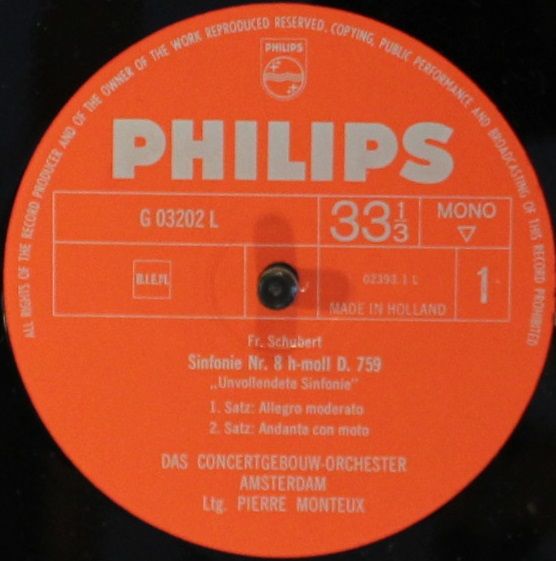 ALL RIGHTS OF THE RECORD PRODUCER AND OF THE OWNER OF THE WORK REPRODUCED RESERVED. COPYING, PUBLIC PERFORMANCE AND BROADCASTING OF THIS RECORD PROHIBITED
PHILIPS
PHILIPS
G 03202 L
33 1/3
MONO
B.I.E.M.
02393 1 L
MADE IN HOLLAND
1
Fr. Schubert
Sinfonie Nr. 8 h-moll D. 759
„Unvollendete Sinfonie"
1. Satz: Allegro moderato
2. Satz: Andante con moto
DAS CONCERTGEBOUW-ORCHESTER
AMSTERDAM
Ltg. PIERRE MONTEUX